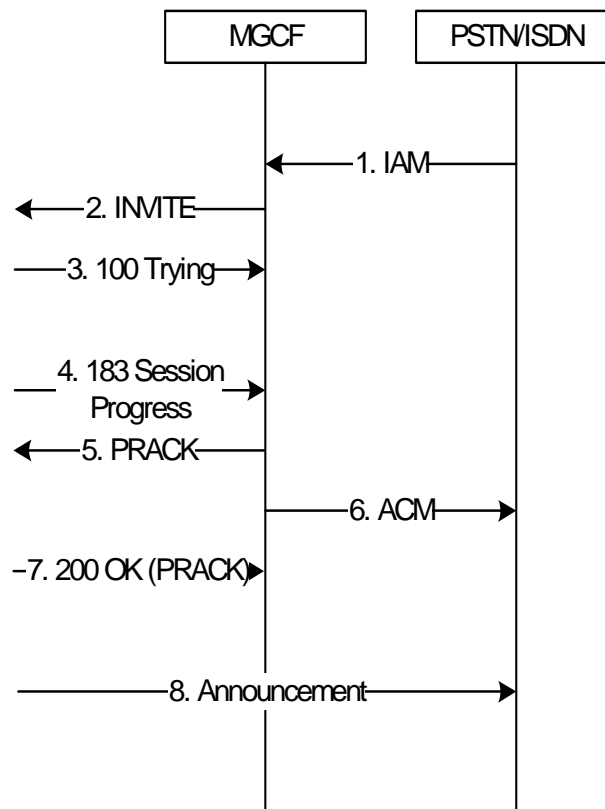 MGCF
PSTN/ISDN
1. IAM
2. INVITE
3. 100 Trying
4. 183 Session
Progress
5. PRACK
6. ACM
7. 200 OK (PRACK)
8. Announcement